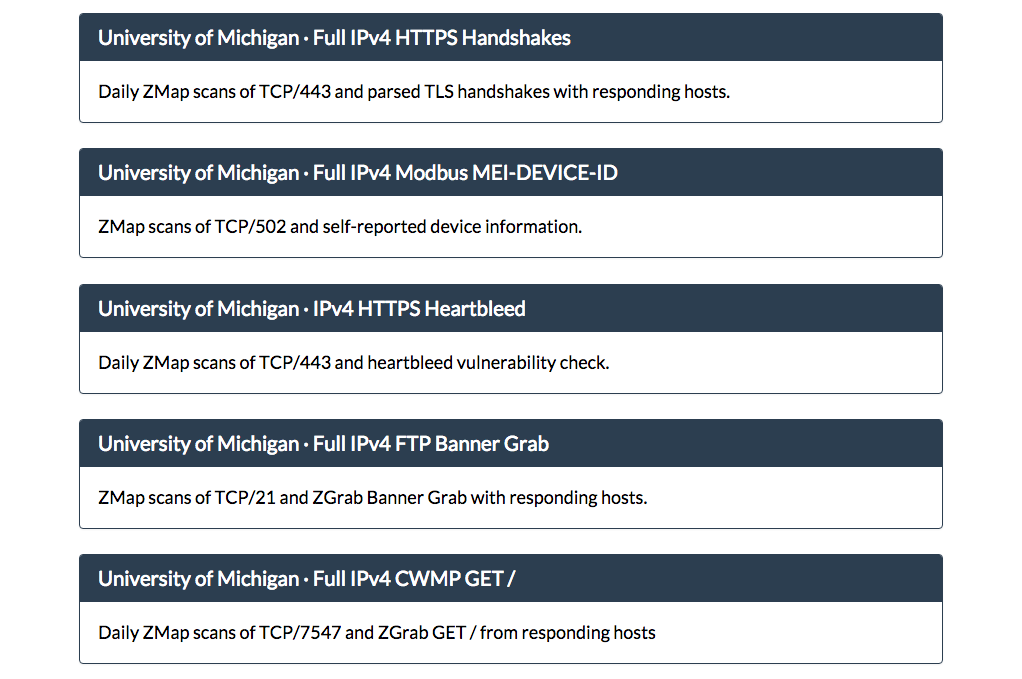 University of Michigan · Full IPv4 HTTPS Handshakes
Daily ZMap scans of TCP/443 and parsed TLS handshakes with responding hosts.
University of Michigan · Full IPv4 Modbus MEI-DEVICE-ID
ZMap scans of TCP/502 and self-reported device information.
University of Michigan · IPv4 HTTPS Heartbleed
Daily ZMap scans of TCP/443 and heartbleed vulnerability check.
University of Michigan · Full IPv4 FTP Banner Grab
ZMap scans of TCP/21 and ZGrab Banner Grab with responding hosts.
University of Michigan · Full IPv4 CWMP GET /
Daily ZMap scans of TCP/7547 and ZGrab GET / from responding hosts